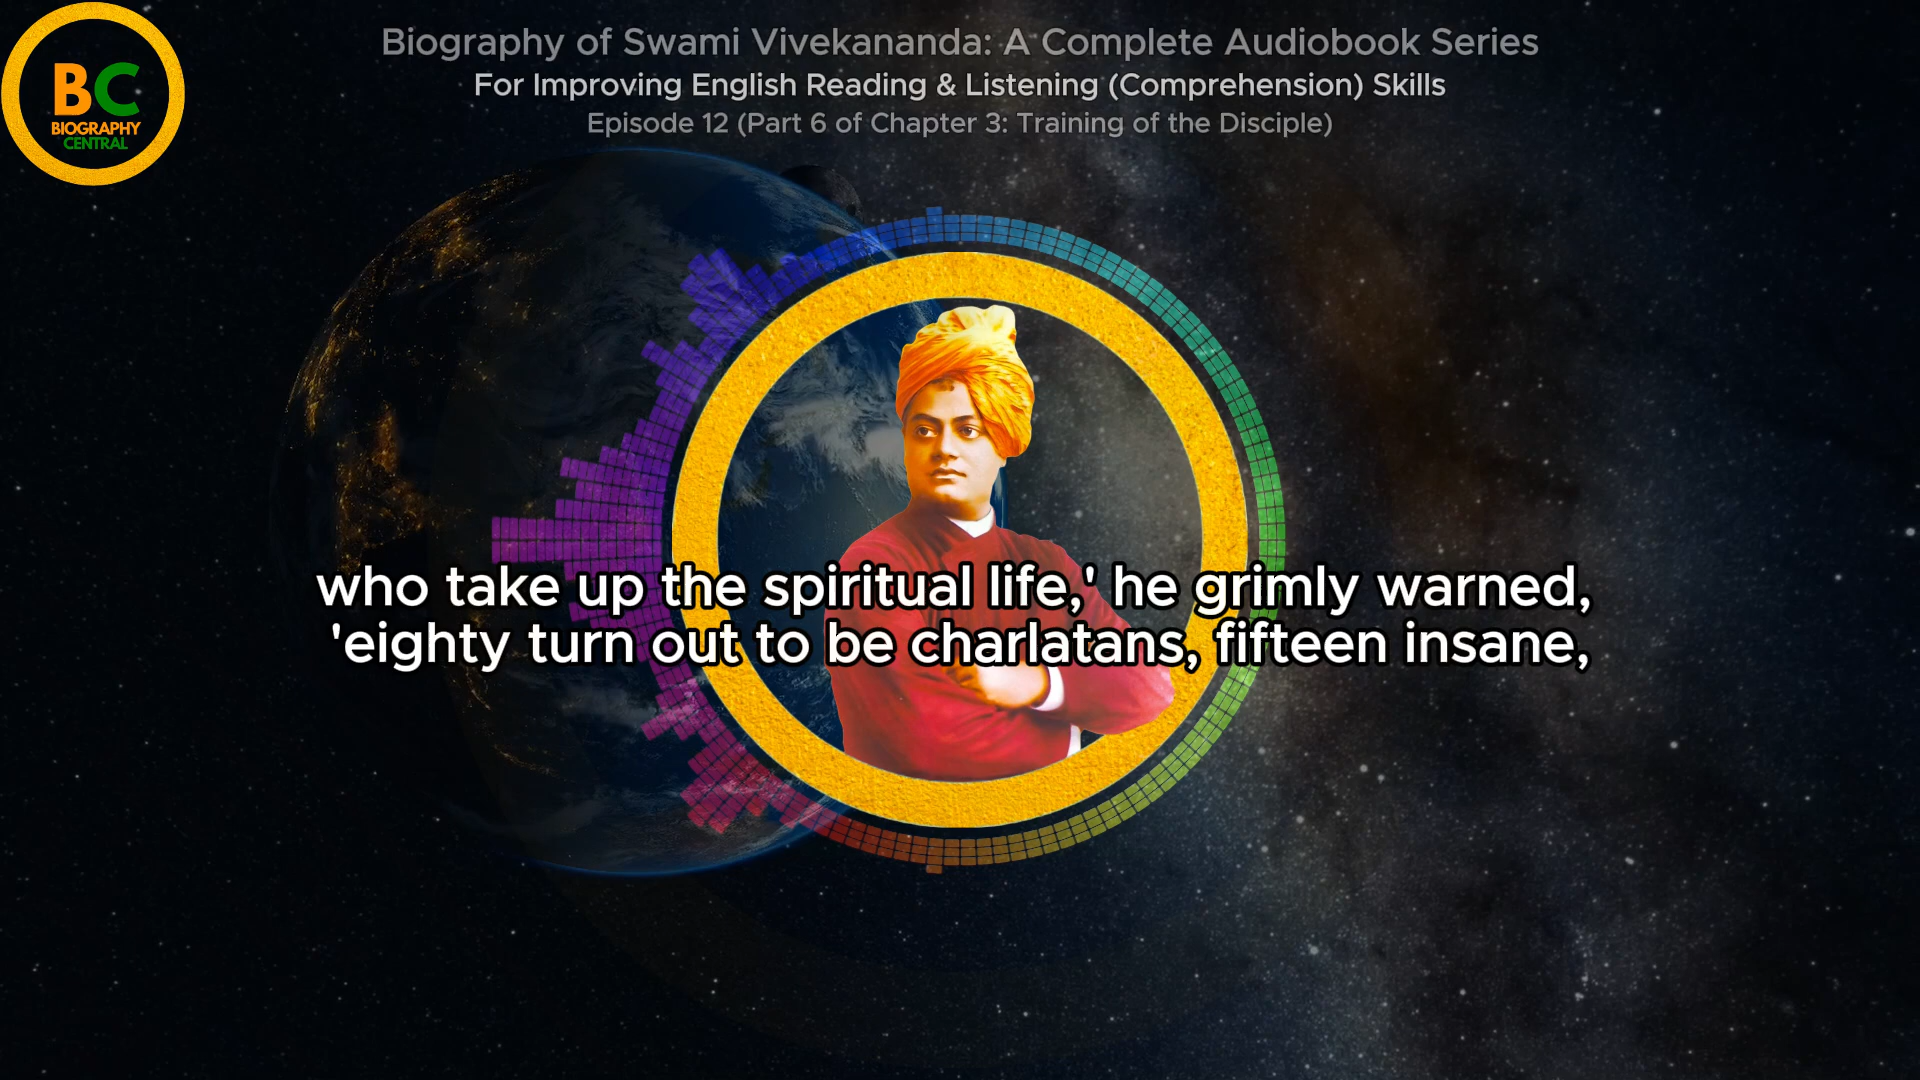 BC
BIOGRAPHY
CENTRAL
Biography of Swami Vivekananda: A Complete Audiobook Series
For Improving English Reading & Listening (Comprehension) Skills
Episode 12 (Part 6 of Chapter 3: Training of the Disciple)
who take up the spiritual life,' he grimly warned,
'eighty turn out to be charlatans, fifteen insane,